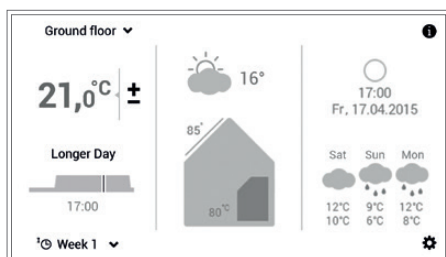 Ground floor
21,0°C ±
Longer Day
17:00
Week 1
16°
85°
80°C
17:00
Fr, 17.04.2015
Sat Sun Mon
12°C 9°C 12°C
10°C 6°C 8°C